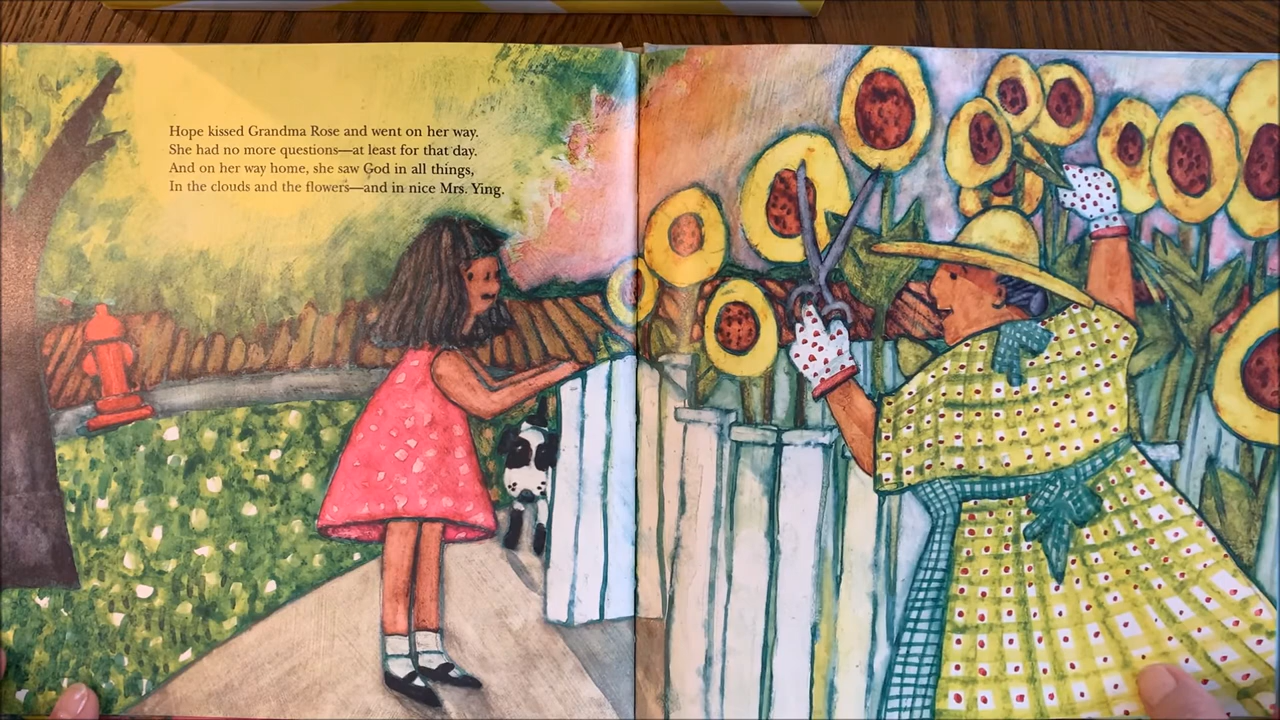 Hope kissed Grandma Rose and went on her way.
She had no more questions—at least for that day.
And on her way home, she saw God in all things,
In the clouds and the flowers—and in nice Mrs. Ying.